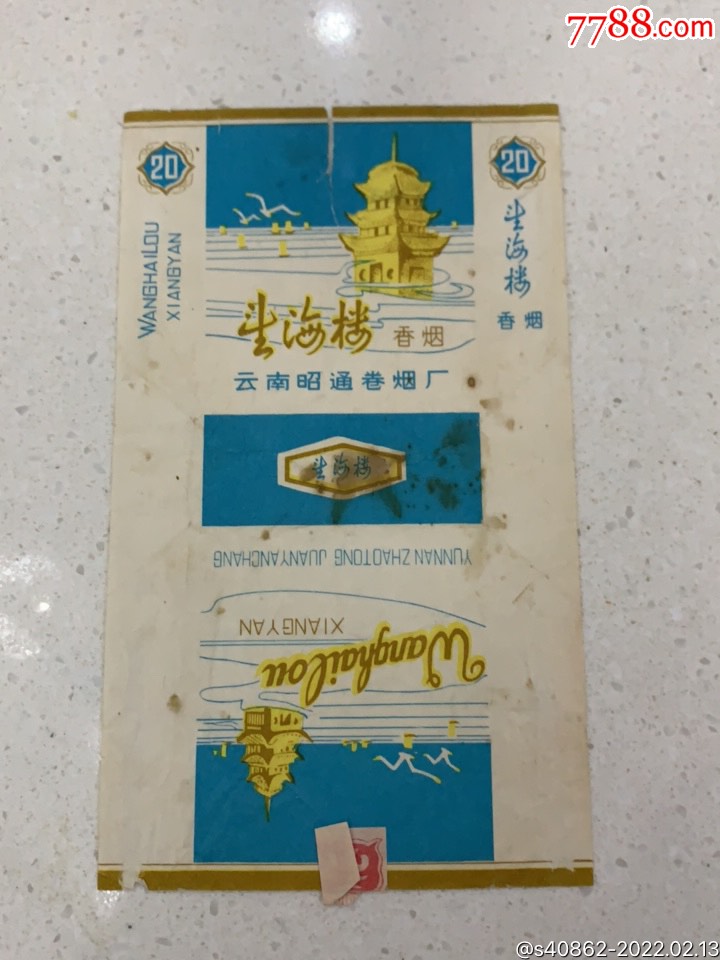 7788.com
20
WANGHAILOU
XIANGYAN
望海楼
香烟
云南昭通卷烟厂
20
望海楼
香烟
望海楼
YUNNAN ZHAOTONG JUANYANCHANG
XIANGYAN
Wanghailou
@s40862-2022.02.13